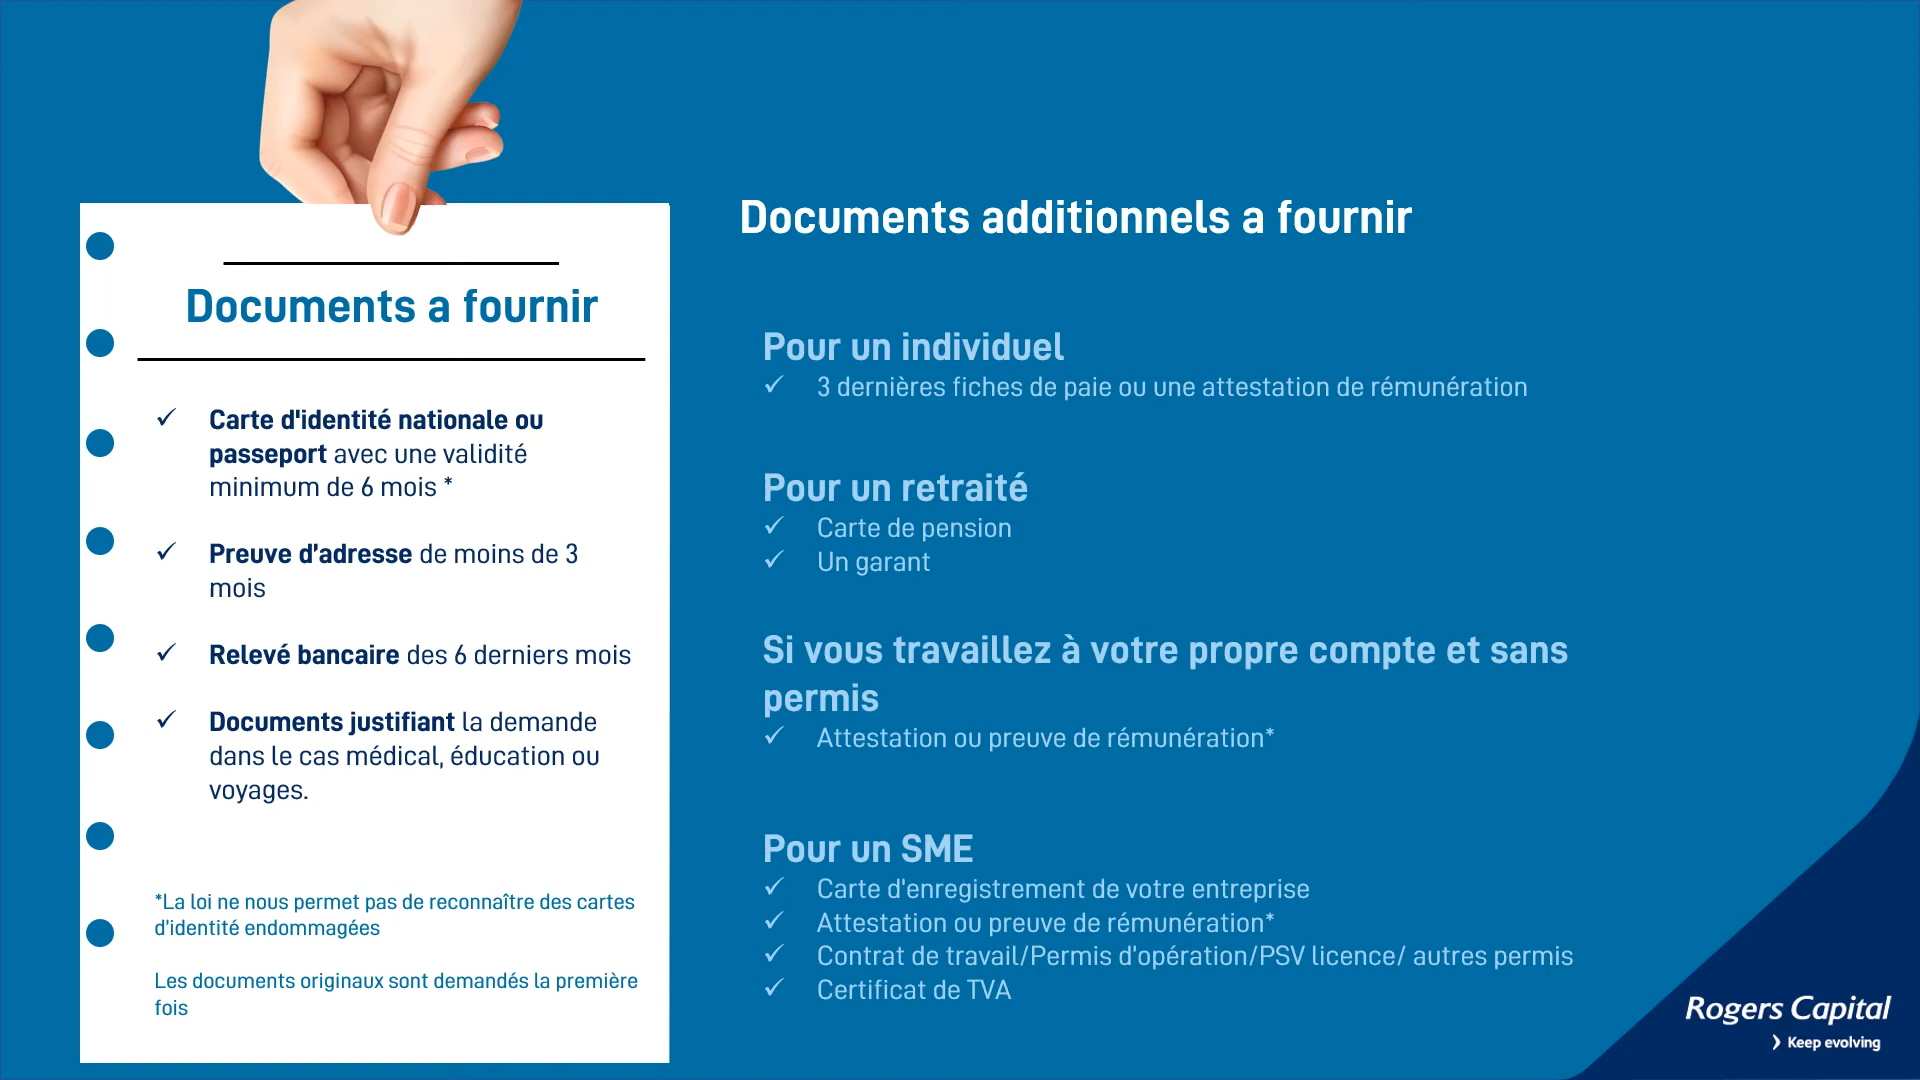 Documents a fournir
✓ Carte d'identité nationale ou
passeport avec une validité
minimum de 6 mois *
✓ Preuve d’adresse de moins de 3
mois
✓ Relevé bancaire des 6 derniers mois
✓ Documents justifiant la demande
dans le cas médical, éducation ou
voyages.
*La loi ne nous permet pas de reconnaître des cartes
d'identité endommagées
Les documents originaux sont demandés la première
fois
Documents additionnels a fournir
Pour un individuel
✓ 3 dernières fiches de paie ou une attestation de rémunération
Pour un retraité
✓ Carte de pension
✓ Un garant
Si vous travaillez à votre propre compte et sans
permis
✓ Attestation ou preuve de rémunération*
Pour un SME
✓ Carte d'enregistrement de votre entreprise
✓ Attestation ou preuve de rémunération*
✓ Contrat de travail/Permis d’opération/PSV licence/ autres permis
✓ Certificat de TVA
Rogers Capital
Keep evolving